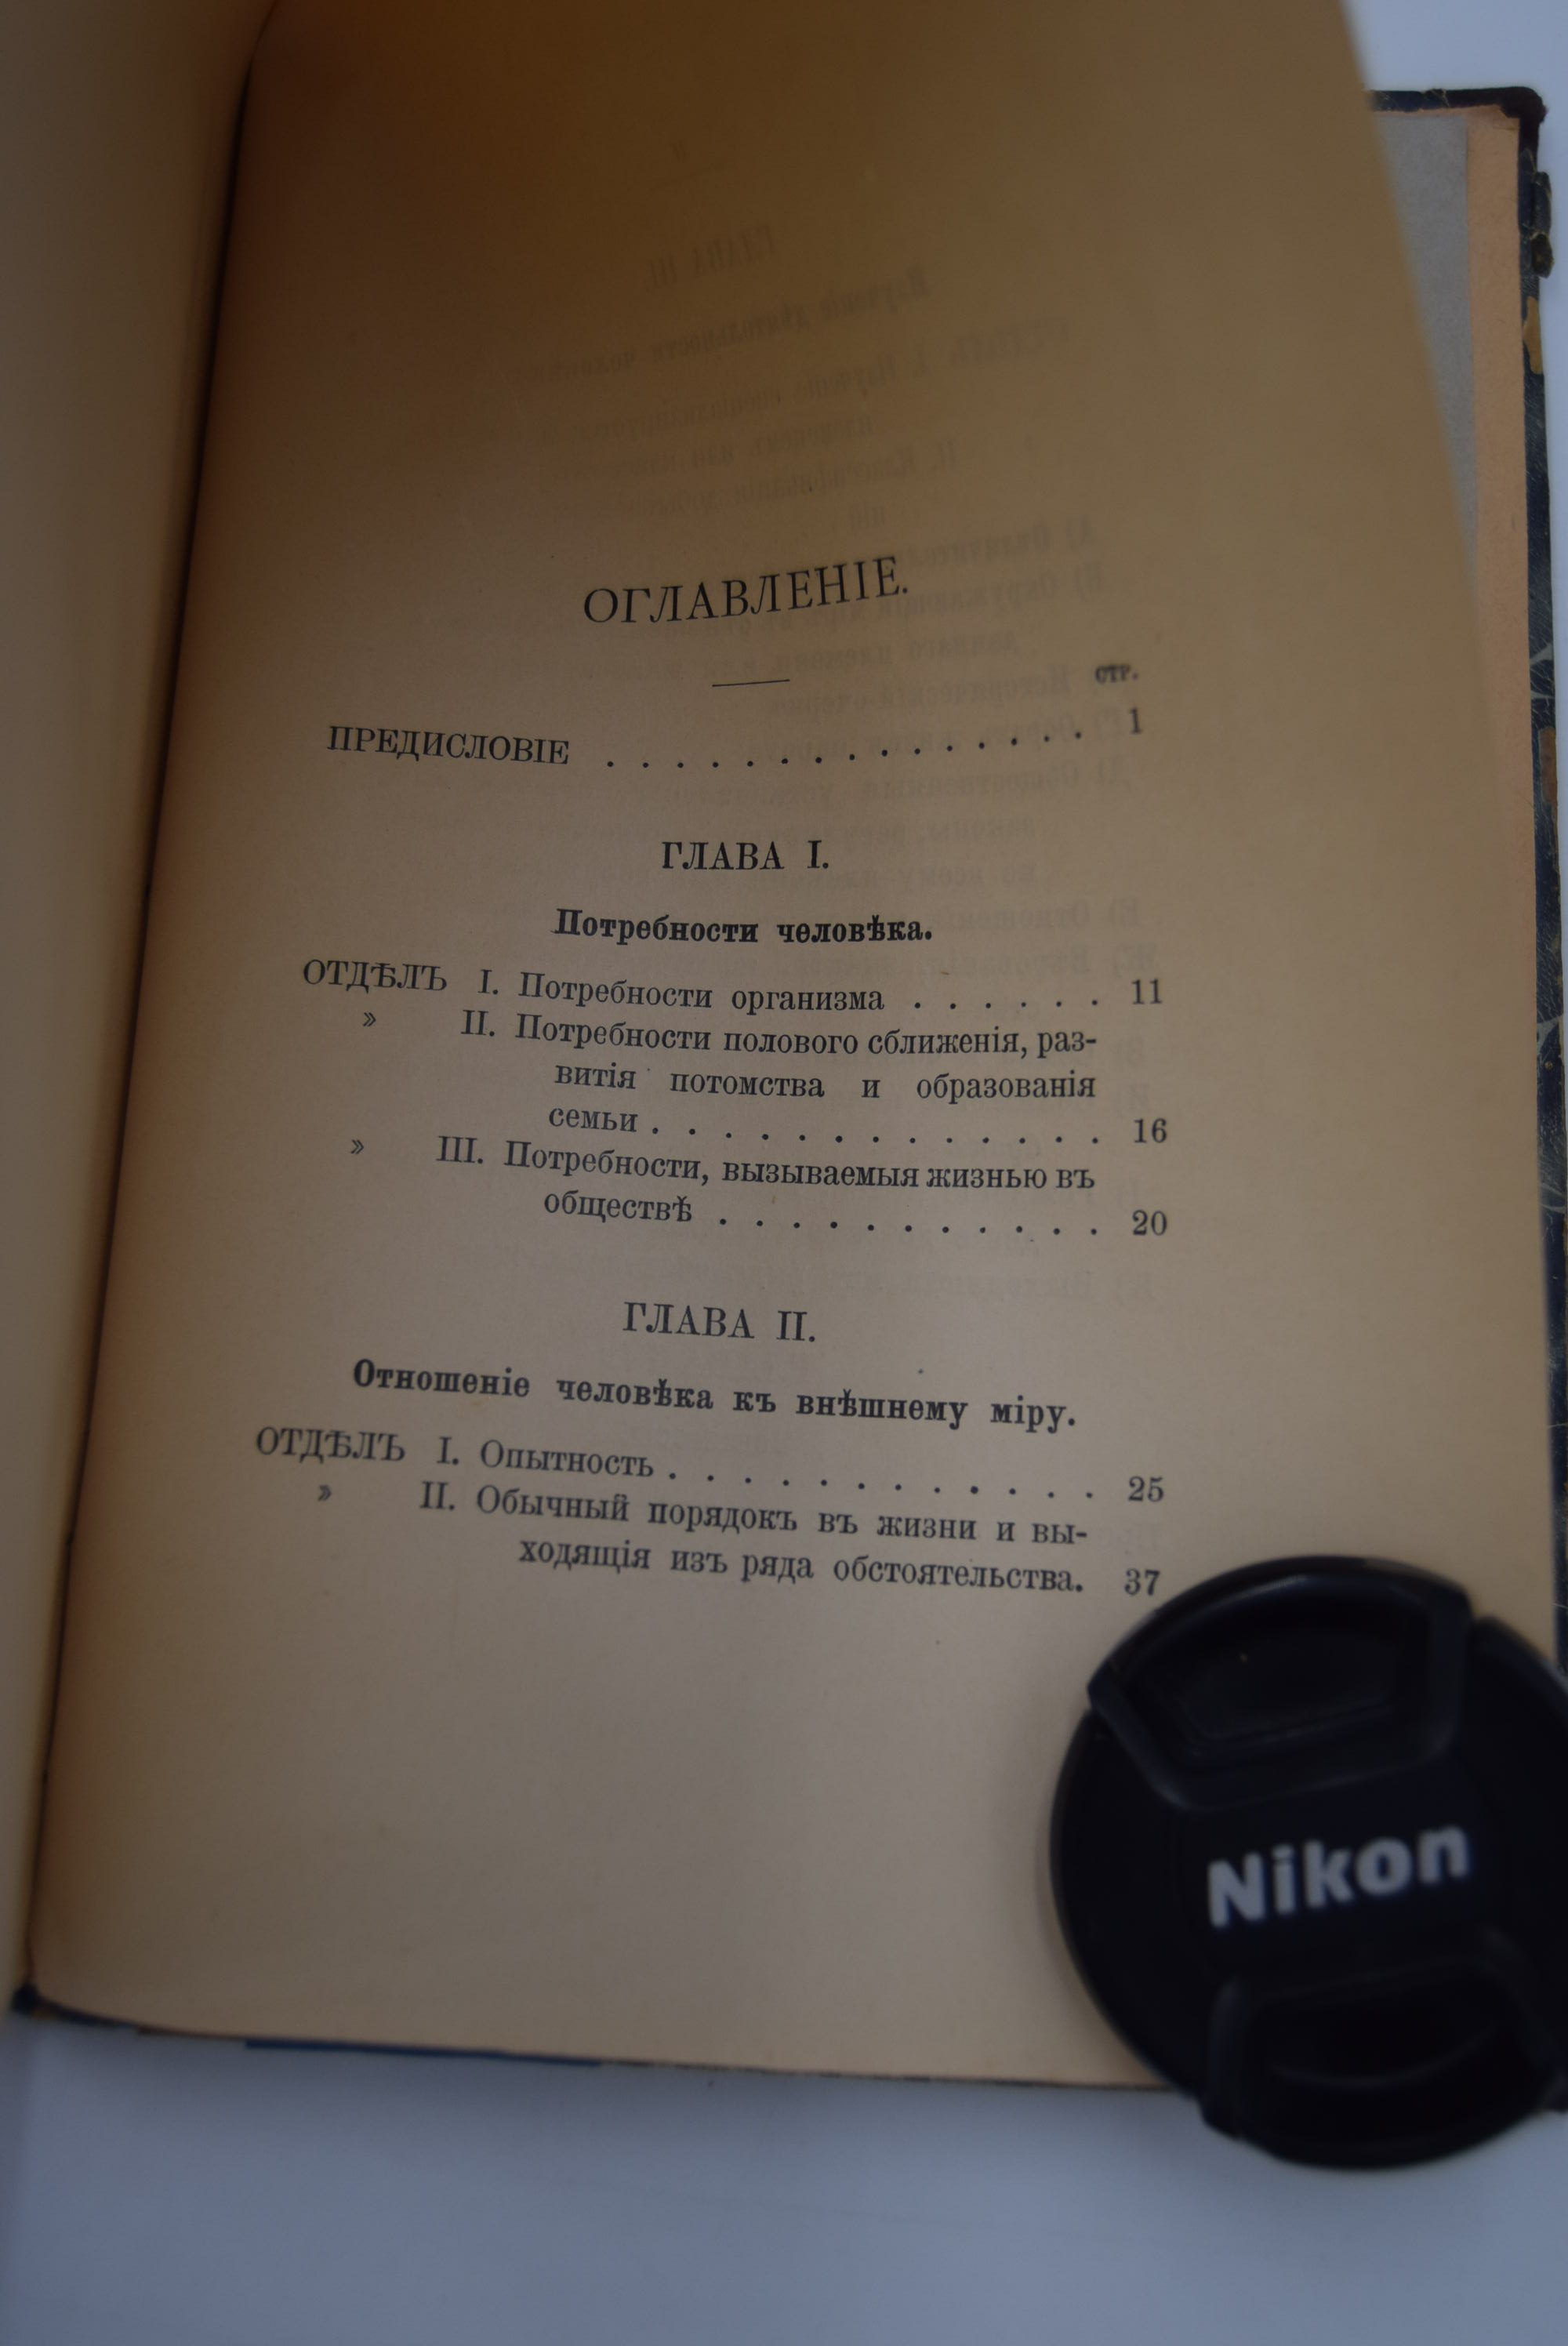 ОГЛАВЛЕНІЕ.
СТР.
ПРЕДИСЛОВІЕ . . . . . . . . . . . . . . 1
ГЛАВА I.
Потребности человѣка.
ОТДѢЛЪ I. Потребности организма . . . . . . 11
» II. Потребности полового сближенія, раз-
витія потомства и образованія
семьи . . . . . . . . . . . . . 16
» III. Потребности, вызываемыя жизнью въ
обществѣ . . . . . . . . . . . 20
ГЛАВА II.
Отношеніе человѣка къ внѣшнему міру.
ОТДѢЛЪ I. Опытность . . . . . . . . . . . . 25
» II. Обычный порядокъ въ жизни и вы-
ходящія изъ ряда обстоятельства. 37
Nikon